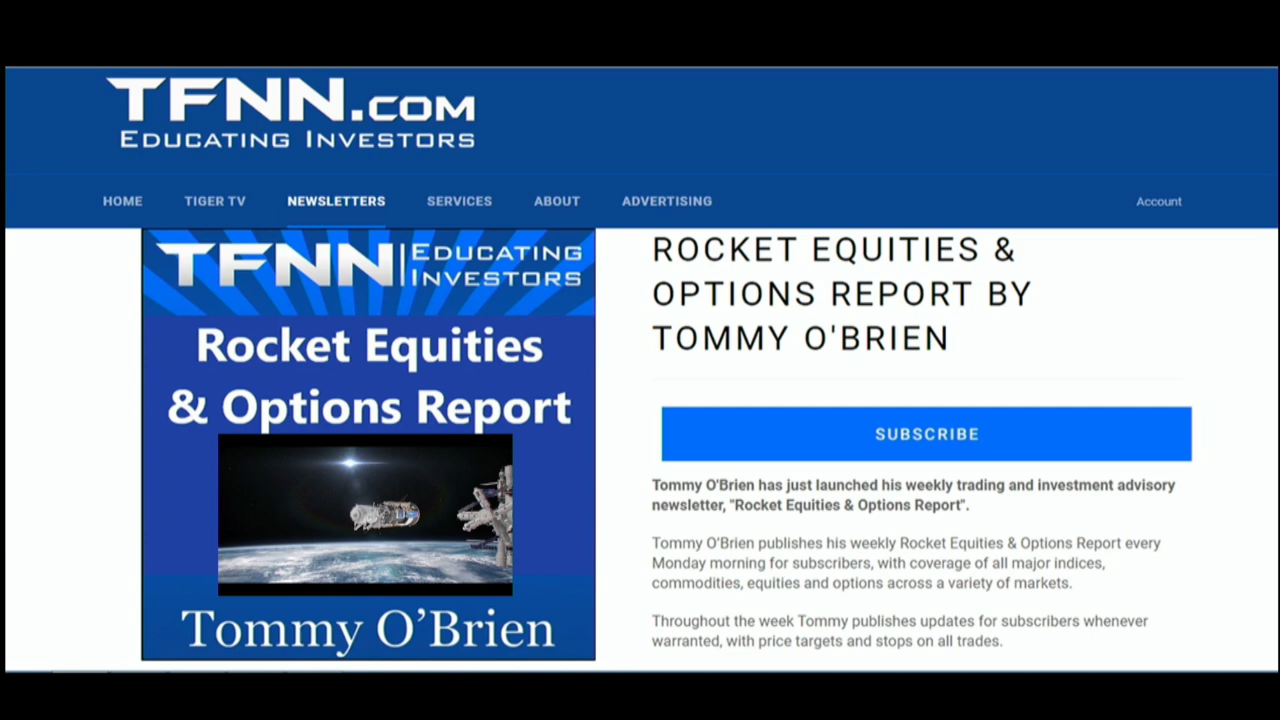 TFNN.COM
EDUCATING INVESTORS
HOME TIGER TV NEWSLETTERS SERVICES ABOUT ADVERTISING Account
TFNN | EDUCATING
INVESTORS
Rocket Equities
& Options Report
Tommy O’Brien
ROCKET EQUITIES &
OPTIONS REPORT BY
TOMMY O'BRIEN
SUBSCRIBE
Tommy O'Brien has just launched his weekly trading and investment advisory
newsletter, "Rocket Equities & Options Report".
Tommy O’Brien publishes his weekly Rocket Equities & Options Report every
Monday morning for subscribers, with coverage of all major indices,
commodities, equities and options across a variety of markets.
Throughout the week Tommy publishes updates for subscribers whenever
warranted, with price targets and stops on all trades.